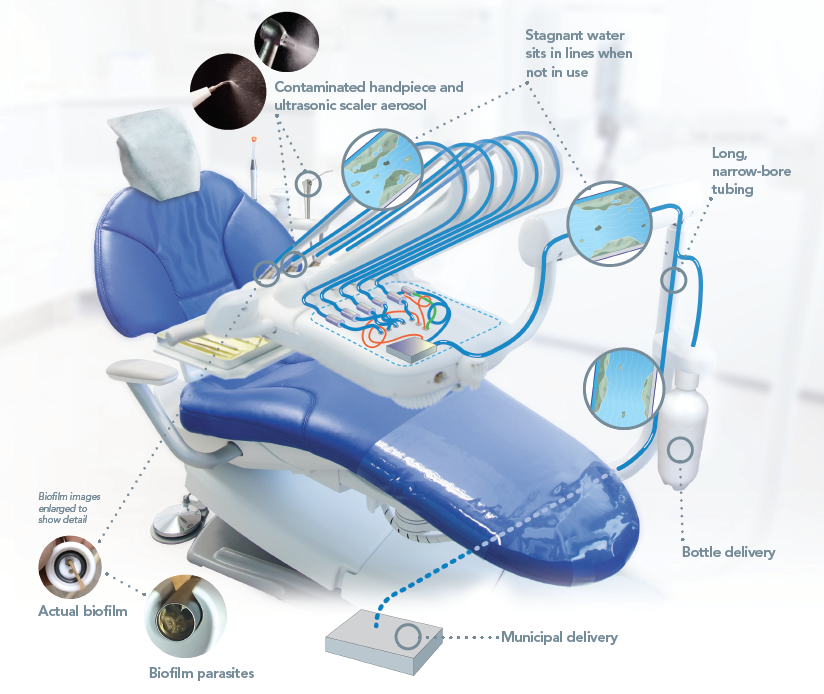 Stagnant water
sits in lines when
not in use
Contaminated handpiece and
ultrasonic scaler aerosol
Long,
narrow-bore
tubing
Biofilm images
enlarged to
show detail
Bottle delivery
Actual biofilm
Municipal delivery
Biofilm parasites